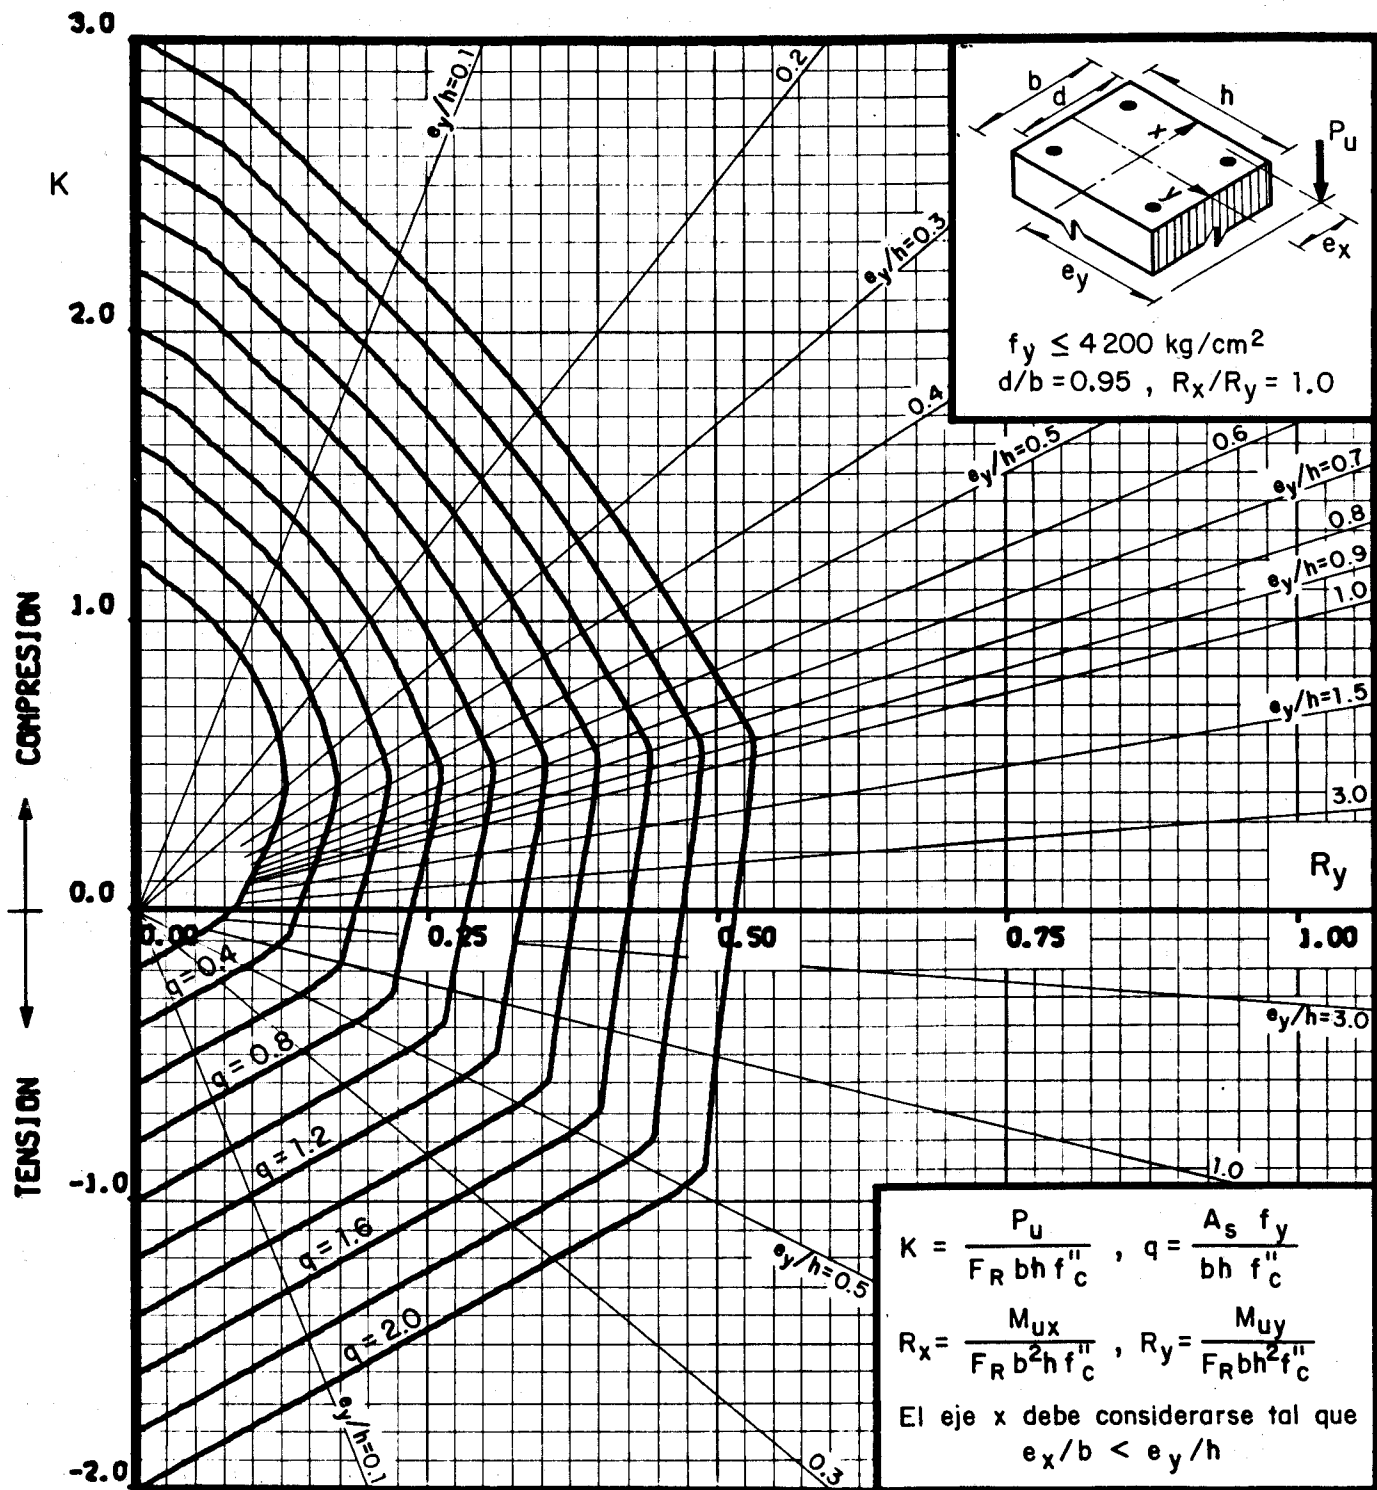 3.0
K
2.0
1.0
0.0
-1.0
-2.0
COMPRESION
TENSION
0.00
0.25
0.50
0.75
1.00
R_y
e_y/h=0.1
0.2
e_y/h=0.3
0.4
e_y/h=0.5
0.6
e_y/h=0.7
0.8
e_y/h=0.9
1.0
e_y/h=1.5
3.0
e_y/h=3.0
1.0
e_y/h=0.5
0.3
e_y/h=0.1
q=0.4
q=0.8
q=1.2
q=1.6
q=2.0
b
d
h
x
y
P_u
e_x
e_y
f_y ≤ 4 200 kg/cm²
d/b = 0.95 , R_x/R_y = 1.0
K = P_u / F_R bh f''_c , q = A_s f_y / bh f''_c
R_x = M_ux / F_R b²h f''_c , R_y = M_uy / F_R bh² f''_c
El eje x debe considerarse tal que
e_x/b < e_y/h